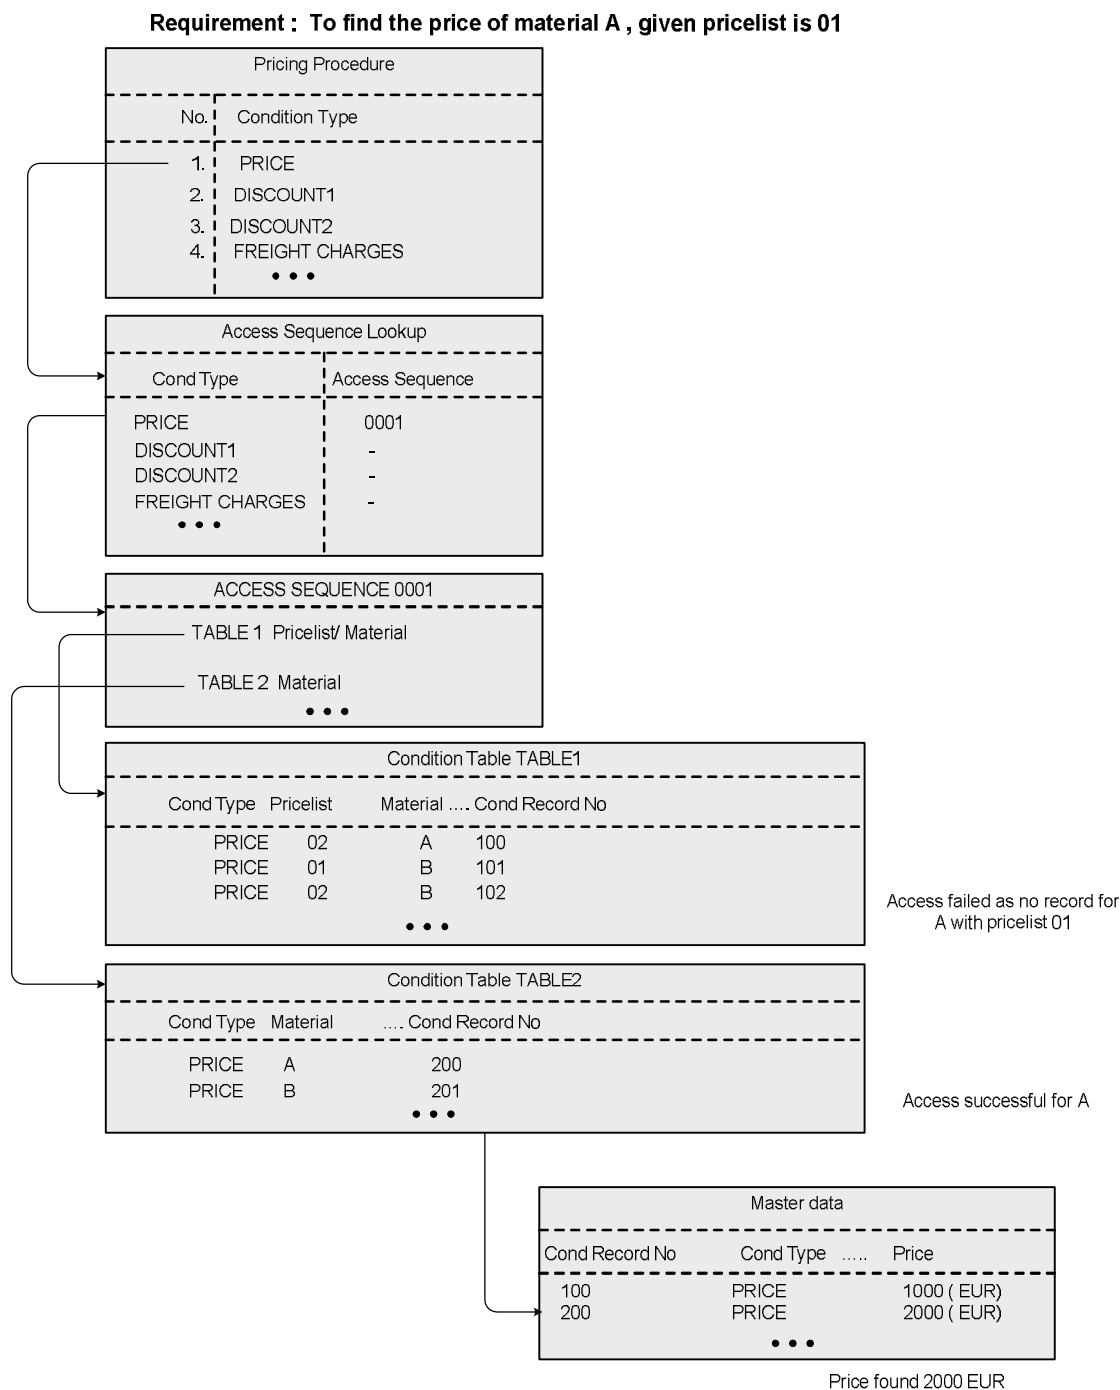 Requirement : To find the price of material A , given pricelist is 01
Pricing Procedure
No. Condition Type
1. PRICE
2. DISCOUNT1
3. DISCOUNT2
4. FREIGHT CHARGES
• • •
Access Sequence Lookup
Cond Type Access Sequence
PRICE 0001
DISCOUNT1 -
DISCOUNT2 -
FREIGHT CHARGES -
• • •
ACCESS SEQUENCE 0001
TABLE 1 Pricelist/ Material
TABLE 2 Material
• • •
Condition Table TABLE1
Cond Type Pricelist Material .... Cond Record No
PRICE 02 A 100
PRICE 01 B 101
PRICE 02 B 102
• • •
Access failed as no record for
A with pricelist 01
Condition Table TABLE2
Cond Type Material .... Cond Record No
PRICE A 200
PRICE B 201
• • •
Access successful for A
Master data
Cond Record No Cond Type ..... Price
100 PRICE 1000 ( EUR)
200 PRICE 2000 ( EUR)
• • •
Price found 2000 EUR